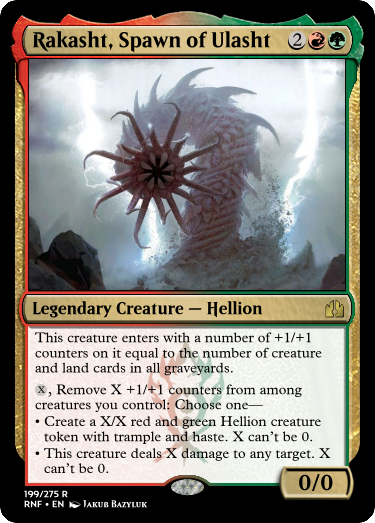 Rakasht, Spawn of Ulasht 2
Legendary Creature — Hellion
This creature enters with a number of +1/+1
counters on it equal to the number of creature
and land cards in all graveyards.
X, Remove X +1/+1 counters from among
creatures you control: Choose one—
• Create a X/X red and green Hellion creature
token with trample and haste. X can't be 0.
• This creature deals X damage to any target. X
can't be 0.
0/0
199/275 R
RNF • EN Jakub Bazyluk